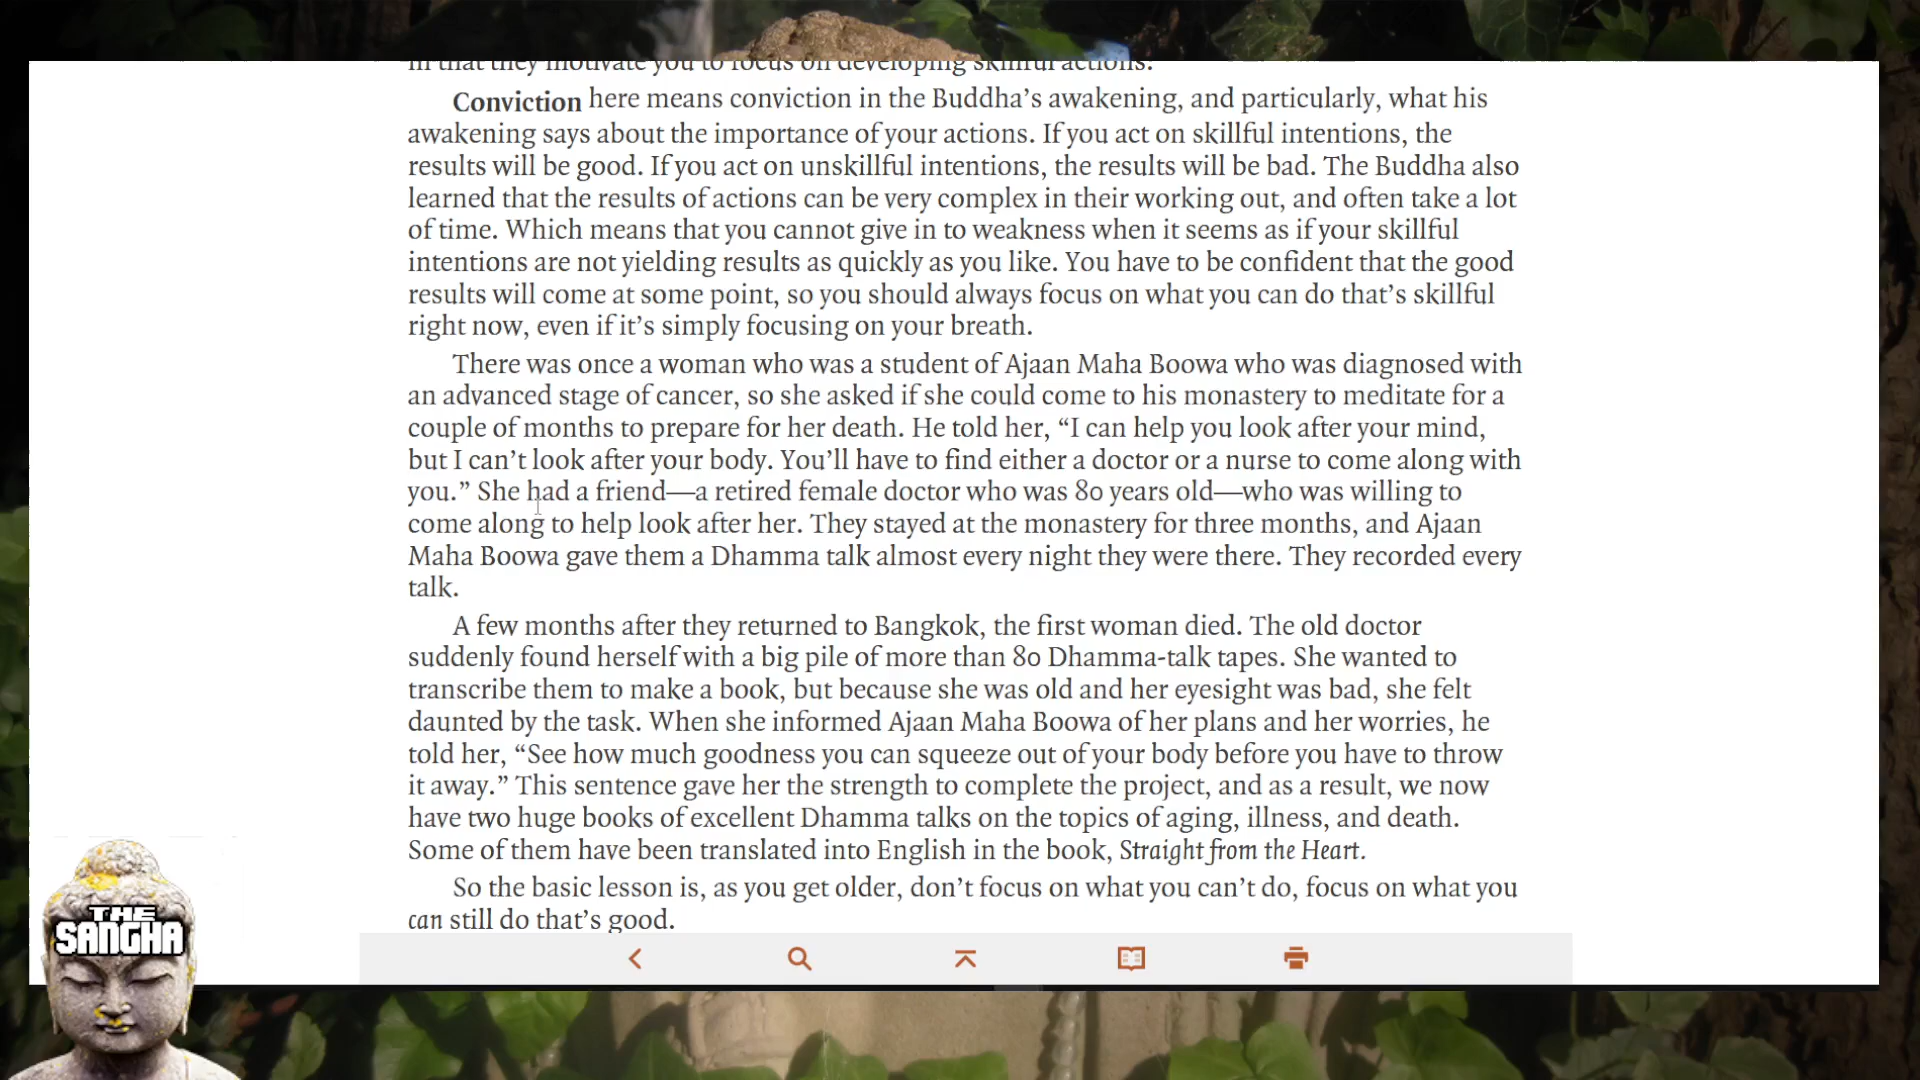 in that they motivate you to focus on developing skillful actions.
Conviction here means conviction in the Buddha’s awakening, and particularly, what his
awakening says about the importance of your actions. If you act on skillful intentions, the
results will be good. If you act on unskillful intentions, the results will be bad. The Buddha also
learned that the results of actions can be very complex in their working out, and often take a lot
of time. Which means that you cannot give in to weakness when it seems as if your skillful
intentions are not yielding results as quickly as you like. You have to be confident that the good
results will come at some point, so you should always focus on what you can do that’s skillful
right now, even if it’s simply focusing on your breath.
There was once a woman who was a student of Ajaan Maha Boowa who was diagnosed with
an advanced stage of cancer, so she asked if she could come to his monastery to meditate for a
couple of months to prepare for her death. He told her, “I can help you look after your mind,
but I can’t look after your body. You’ll have to find either a doctor or a nurse to come along with
you.” She had a friend—a retired female doctor who was 80 years old—who was willing to
come along to help look after her. They stayed at the monastery for three months, and Ajaan
Maha Boowa gave them a Dhamma talk almost every night they were there. They recorded every
talk.
A few months after they returned to Bangkok, the first woman died. The old doctor
suddenly found herself with a big pile of more than 80 Dhamma-talk tapes. She wanted to
transcribe them to make a book, but because she was old and her eyesight was bad, she felt
daunted by the task. When she informed Ajaan Maha Boowa of her plans and her worries, he
told her, “See how much goodness you can squeeze out of your body before you have to throw
it away.” This sentence gave her the strength to complete the project, and as a result, we now
have two huge books of excellent Dhamma talks on the topics of aging, illness, and death.
Some of them have been translated into English in the book, Straight from the Heart.
So the basic lesson is, as you get older, don’t focus on what you can’t do, focus on what you
can still do that’s good.
THE
SANGHA